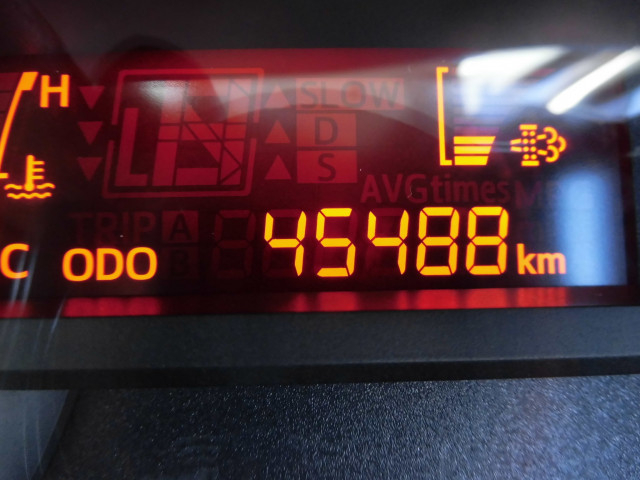 H
SLOW
D
S
AVGtimes
TRIP A
B
C ODO 45488 km